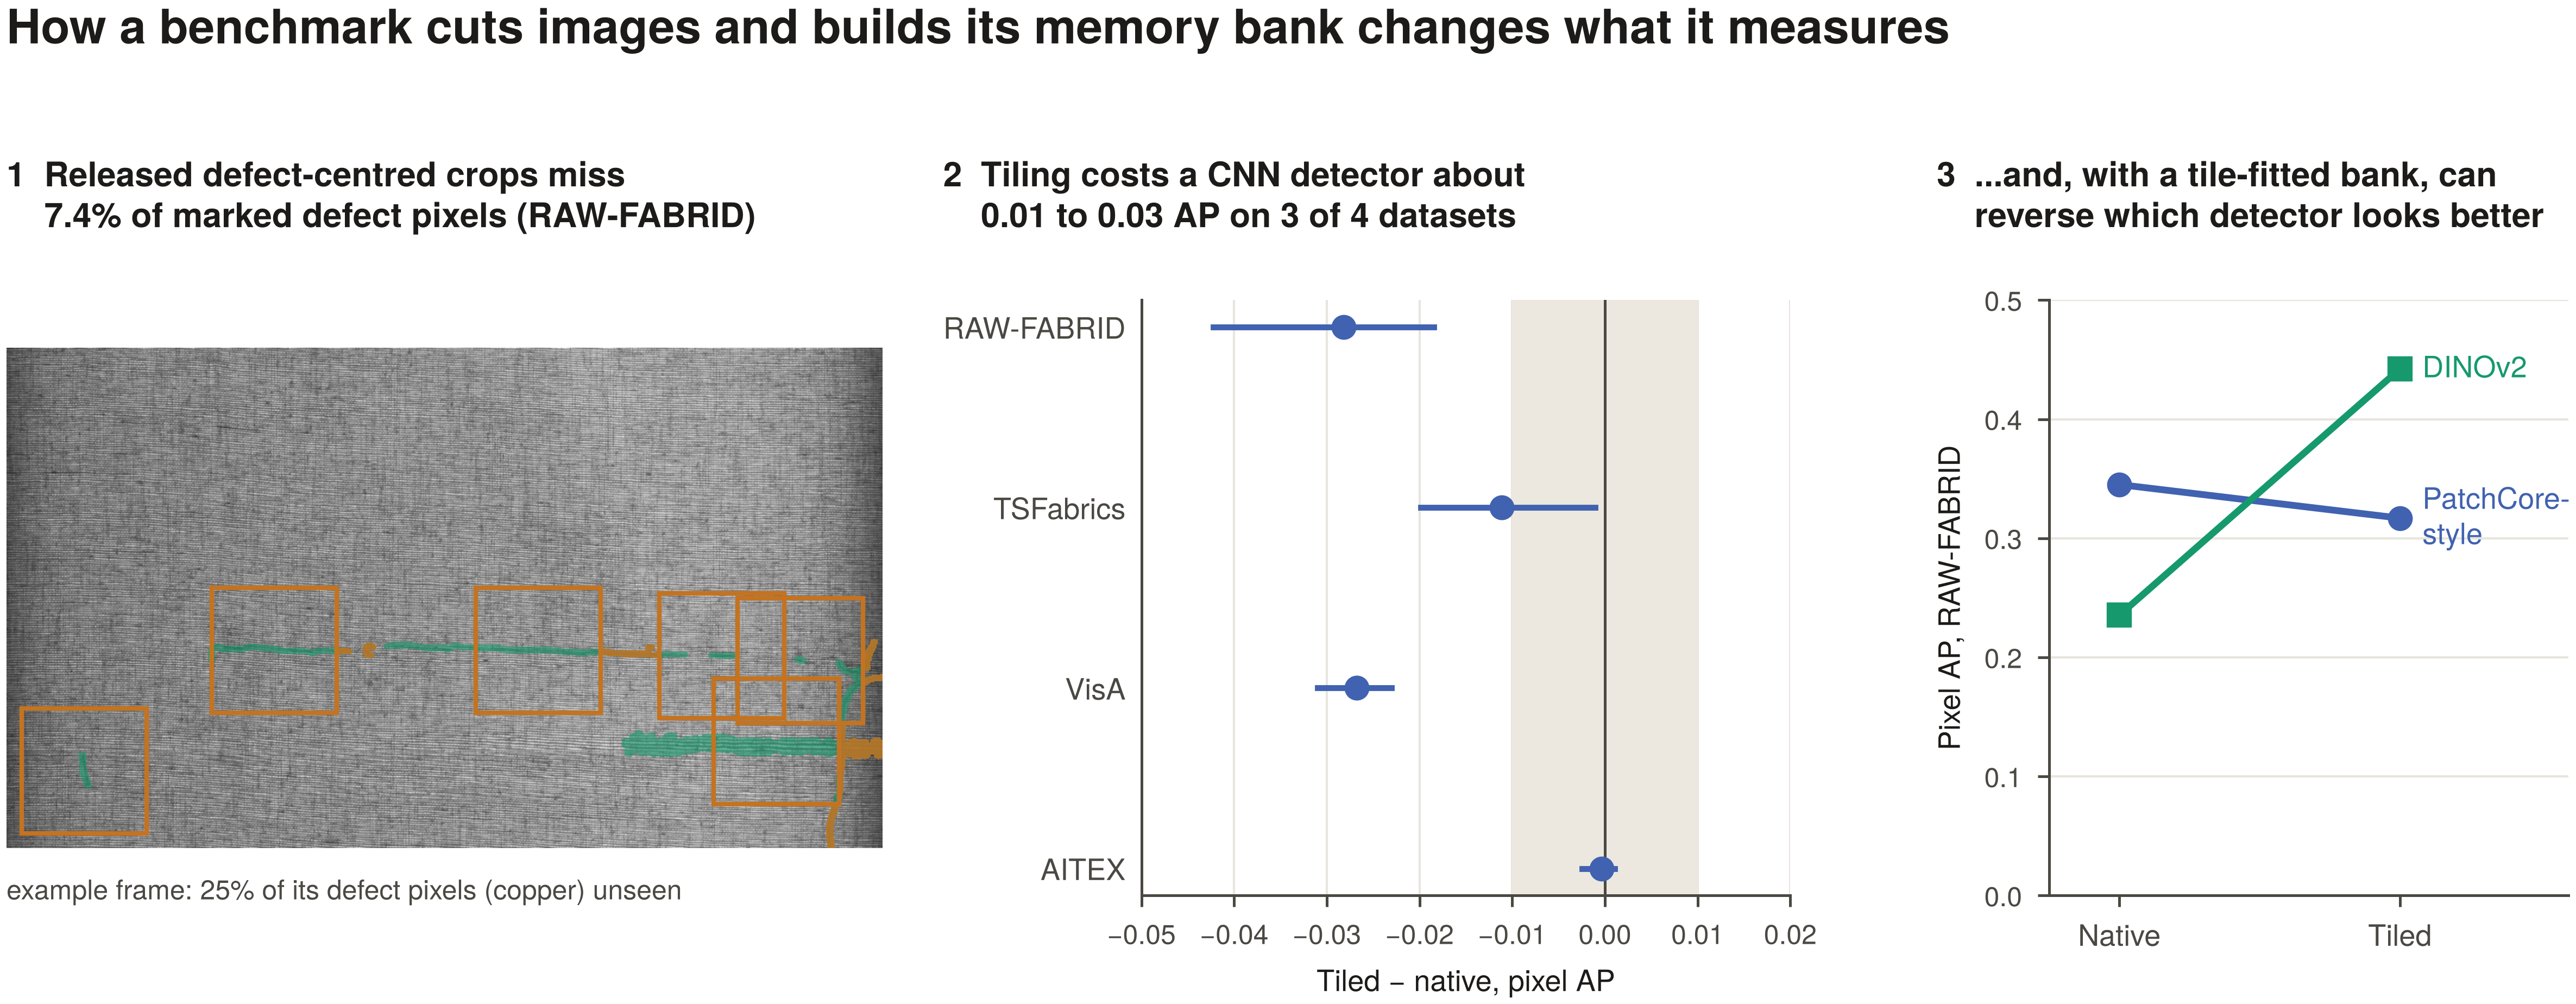 How a benchmark cuts images and builds its memory bank changes what it measures
1 Released defect-centred crops miss
7.4% of marked defect pixels (RAW-FABRID)
example frame: 25% of its defect pixels (copper) unseen
2 Tiling costs a CNN detector about
0.01 to 0.03 AP on 3 of 4 datasets
RAW-FABRID
TSFabrics
VisA
AITEX
−0.05 −0.04 −0.03 −0.02 −0.01 0.00 0.01 0.02
Tiled − native, pixel AP
3 ...and, with a tile-fitted bank, can
reverse which detector looks better
Pixel AP, RAW-FABRID
0.5
0.4
0.3
0.2
0.1
0.0
DINOv2
PatchCore-
style
Native Tiled